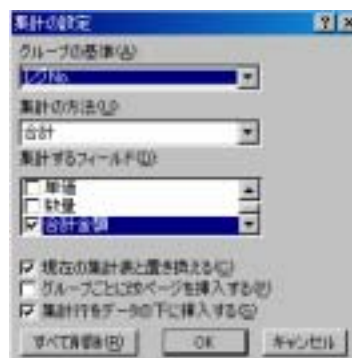 集計の設定
グループの基準(A)
レジNo.
集計の方法(U)
合計
集計するフィールド(D)
単価
数量
合計金額
現在の集計表と置き換える(C)
グループごとに改ページを挿入する(P)
集計行をデータの下に挿入する(S)
すべて削除(R) OK キャンセル